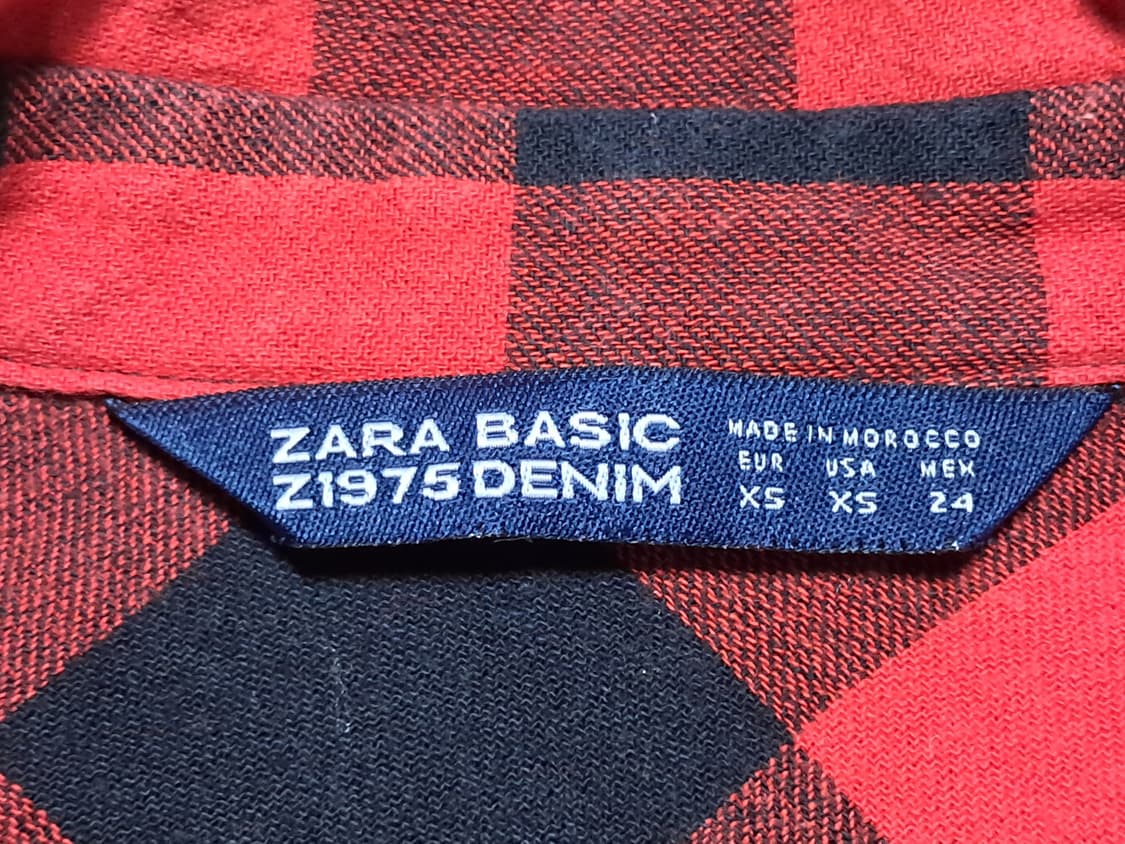 ZARA BASIC
Z1975 DENIM
MADE IN MOROCCO
EUR USA MEX
XS XS 24